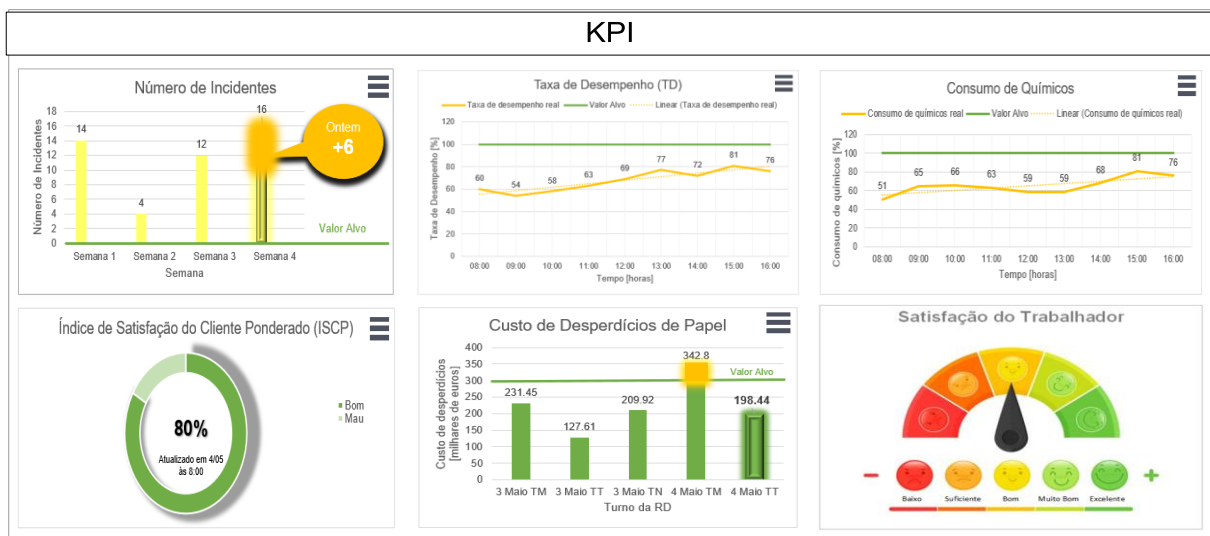 KPI
Número de Incidentes
18
16
14
12
10
8
6
4
2
0
Número de Incidentes
14
4
12
16
Ontem
+6
Valor Alvo
Semana 1 Semana 2 Semana 3 Semana 4
Semana
Taxa de Desempenho (TD)
Taxa de desempenho real Valor Alvo Linear (Taxa de desempenho real)
120
100
80
60
40
20
0
Taxa de Desempenho [%]
60 54 58 63 69 77 72 81 76
08:00 09:00 10:00 11:00 12:00 13:00 14:00 15:00 16:00
Tempo [horas]
Consumo de Químicos
Consumo de químicos real Valor Alvo Linear (Consumo de químicos real)
120
100
80
60
40
20
0
Consumo de químicos [%]
51 65 66 63 59 59 68 81 76
08:00 09:00 10:00 11:00 12:00 13:00 14:00 15:00 16:00
Tempo [horas]
Índice de Satisfação do Cliente Ponderado (ISCP)
80%
Atualizado em 4/05
às 8:00
Bom
Mau
Custo de Desperdícios de Papel
400
350
300
250
200
150
100
50
0
Custo de desperdícios
[milhares de euros]
231.45
127.61
209.92
342.8
198.44
Valor Alvo
3 Maio TM 3 Maio TT 3 Maio TN 4 Maio TM 4 Maio TT
Turno da RD
Satisfação do Trabalhador
Baixo Suficiente Bom Muito Bom Excelente